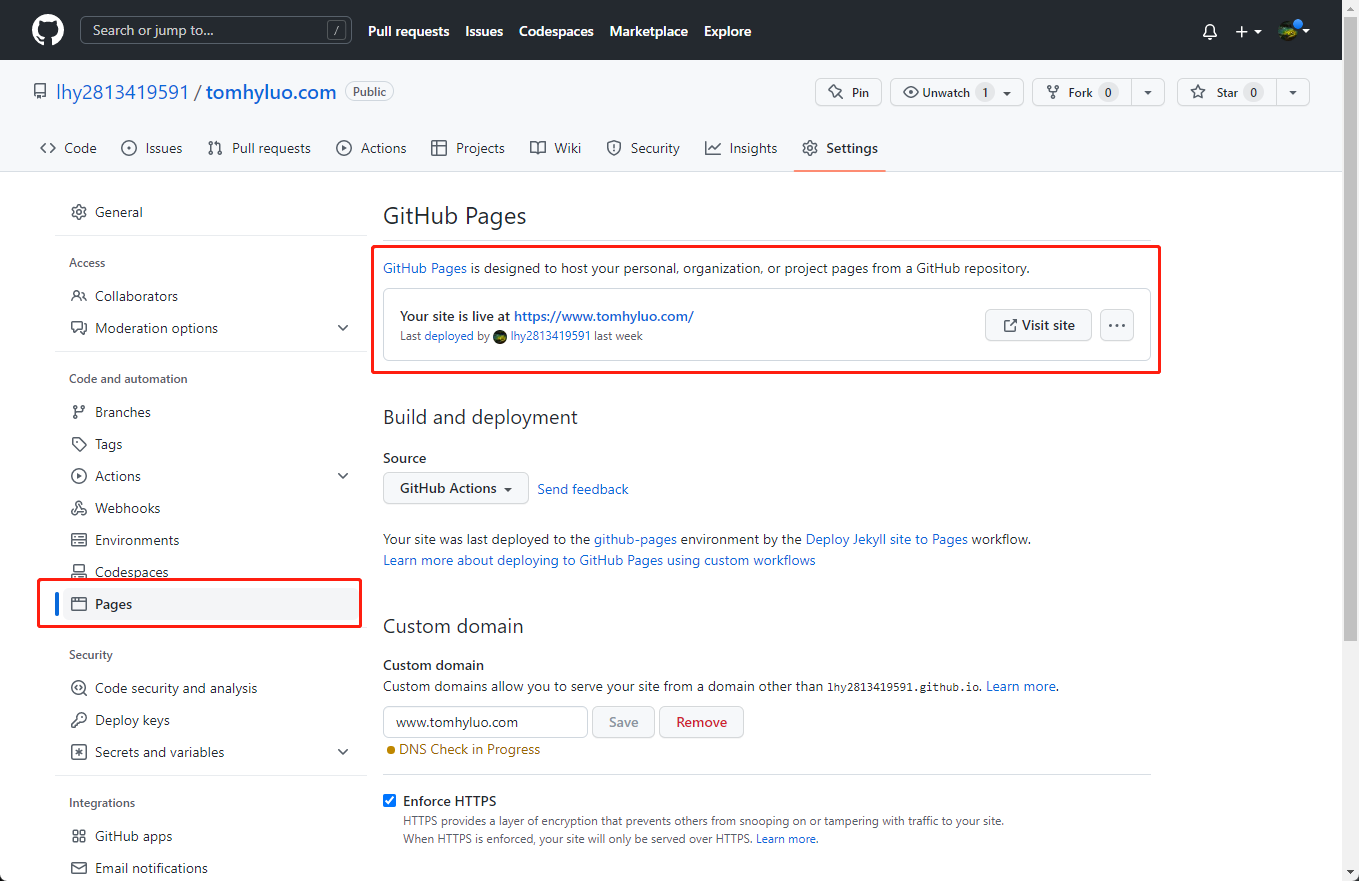 Search or jump to... / Pull requests Issues Codespaces Marketplace Explore
lhy2813419591 / tomhyluo.com Public Pin Unwatch 1 Fork 0 Star 0
Code Issues Pull requests Actions Projects Wiki Security Insights Settings
General
Access
Collaborators
Moderation options
Code and automation
Branches
Tags
Actions
Webhooks
Environments
Codespaces
Pages
Security
Code security and analysis
Deploy keys
Secrets and variables
Integrations
GitHub apps
Email notifications
GitHub Pages
GitHub Pages is designed to host your personal, organization, or project pages from a GitHub repository.
Your site is live at https://www.tomhyluo.com/
Last deployed by lhy2813419591 last week
Visit site ...
Build and deployment
Source
GitHub Actions Send feedback
Your site was last deployed to the github-pages environment by the Deploy Jekyll site to Pages workflow.
Learn more about deploying to GitHub Pages using custom workflows
Custom domain
Custom domain
Custom domains allow you to serve your site from a domain other than lhy2813419591.github.io. Learn more.
www.tomhyluo.com Save Remove
DNS Check in Progress
Enforce HTTPS
HTTPS provides a layer of encryption that prevents others from snooping on or tampering with traffic to your site.
When HTTPS is enforced, your site will only be served over HTTPS. Learn more.